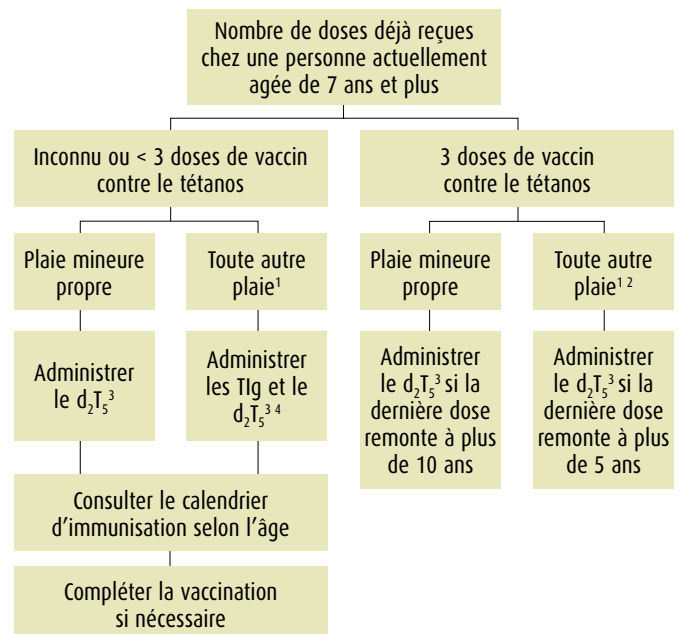 Nombre de doses déjà reçues
chez une personne actuellement
agée de 7 ans et plus
Inconnu ou < 3 doses de vaccin
contre le tétanos
3 doses de vaccin
contre le tétanos
Plaie mineure
propre
Toute autre
plaie¹
Plaie mineure
propre
Toute autre
plaie¹ ²
Administrer
le d₂T₅³
Administrer
les TIg et le
d₂T₅³ ⁴
Administrer
le d₂T₅³ si la
dernière dose
remonte à plus
de 10 ans
Administrer
le d₂T₅³ si la
dernière dose
remonte à plus
de 5 ans
Consulter le calendrier
d’immunisation selon l’âge
Compléter la vaccination
si nécessaire